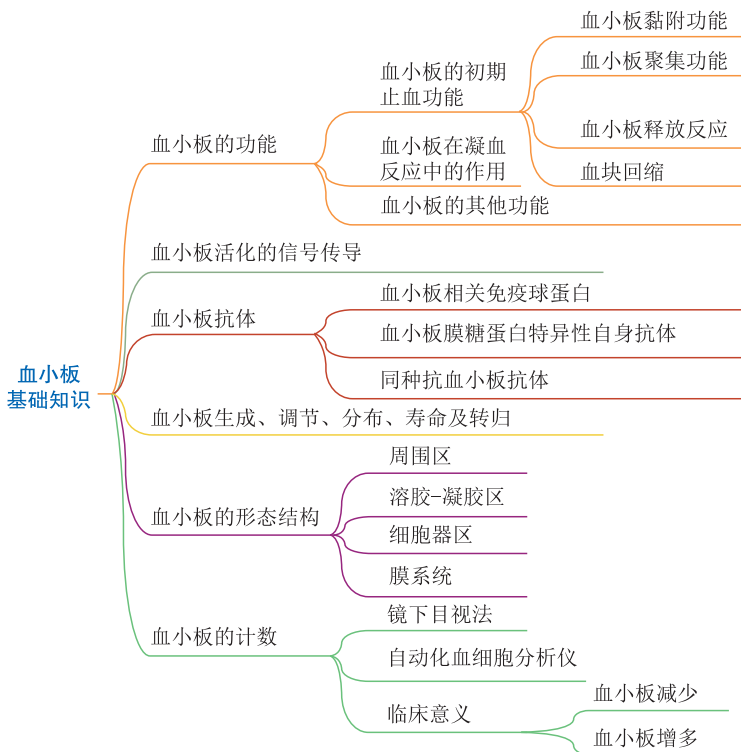 血小板
基础知识
血小板的功能
血小板的初期
止血功能
血小板黏附功能
血小板聚集功能
血小板释放反应
血块回缩
血小板在凝血
反应中的作用
血小板的其他功能
血小板活化的信号传导
血小板抗体
血小板相关免疫球蛋白
血小板膜糖蛋白特异性自身抗体
同种抗血小板抗体
血小板生成、调节、分布、寿命及转归
血小板的形态结构
周围区
溶胶-凝胶区
细胞器区
膜系统
血小板的计数
镜下目视法
自动化血细胞分析仪
临床意义
血小板减少
血小板增多